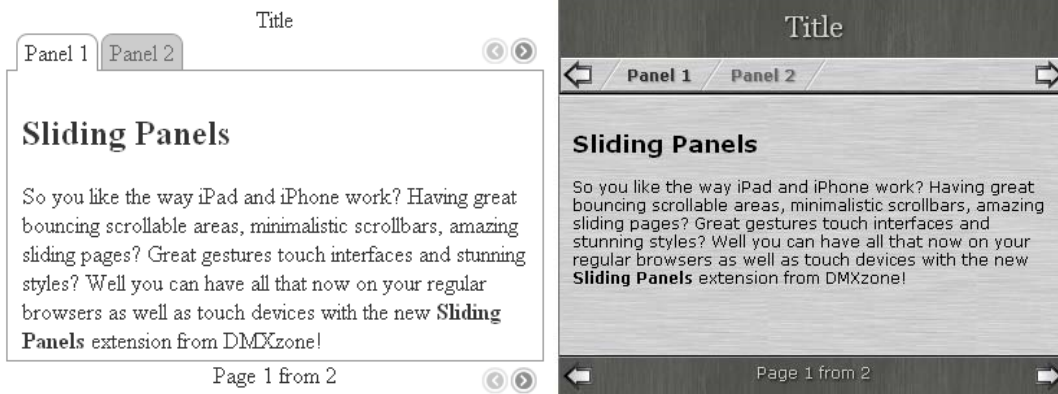 Title
Panel 1 Panel 2
Sliding Panels
So you like the way iPad and iPhone work? Having great
bouncing scrollable areas, minimalistic scrollbars, amazing
sliding pages? Great gestures touch interfaces and stunning
styles? Well you can have all that now on your regular
browsers as well as touch devices with the new Sliding
Panels extension from DMXzone!
Page 1 from 2
Title
Panel 1 Panel 2
Sliding Panels
So you like the way iPad and iPhone work? Having great
bouncing scrollable areas, minimalistic scrollbars, amazing
sliding pages? Great gestures touch interfaces and
stunning styles? Well you can have all that now on your
regular browsers as well as touch devices with the new
Sliding Panels extension from DMXzone!
Page 1 from 2